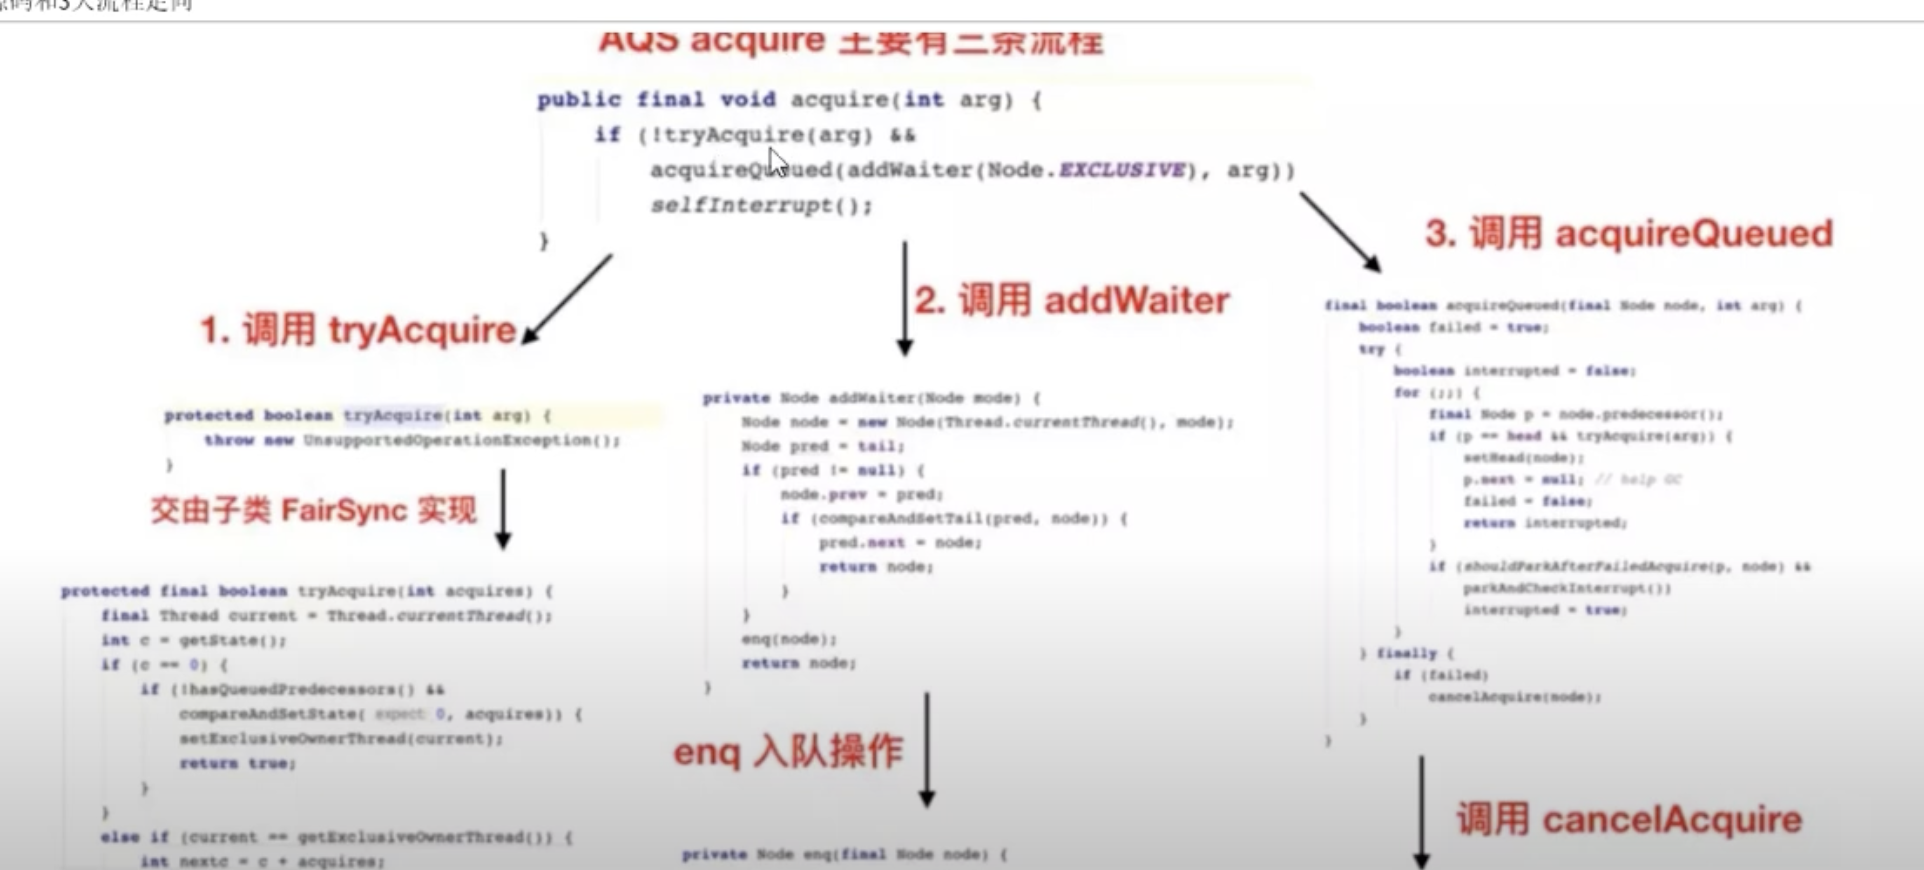 源码和3大流程走向
AQS acquire 主要有三条流程
public final void acquire(int arg) {
if (!tryAcquire(arg) &&
acquireQueued(addWaiter(Node.EXCLUSIVE), arg))
selfInterrupt();
}
1. 调用 tryAcquire
protected boolean tryAcquire(int arg) {
throw new UnsupportedOperationException();
}
交由子类 FairSync 实现
protected final boolean tryAcquire(int acquires) {
final Thread current = Thread.currentThread();
int c = getState();
if (c == 0) {
if (!hasQueuedPredecessors() &&
compareAndSetState( expect: 0, acquires)) {
setExclusiveOwnerThread(current);
return true;
}
}
else if (current == getExclusiveOwnerThread()) {
int nextc = c + acquires;
2. 调用 addWaiter
private Node addWaiter(Node mode) {
Node node = new Node(Thread.currentThread(), mode);
Node pred = tail;
if (pred != null) {
node.prev = pred;
if (compareAndSetTail(pred, node)) {
pred.next = node;
return node;
}
}
enq(node);
return node;
}
enq 入队操作
private Node enq(final Node node) {
3. 调用 acquireQueued
final boolean acquireQueued(final Node node, int arg) {
boolean failed = true;
try {
boolean interrupted = false;
for (;;) {
final Node p = node.predecessor();
if (p == head && tryAcquire(arg)) {
setHead(node);
p.next = null; // help GC
failed = false;
return interrupted;
}
if (shouldParkAfterFailedAcquire(p, node) &&
parkAndCheckInterrupt())
interrupted = true;
}
} finally {
if (failed)
cancelAcquire(node);
}
}
调用 cancelAcquire